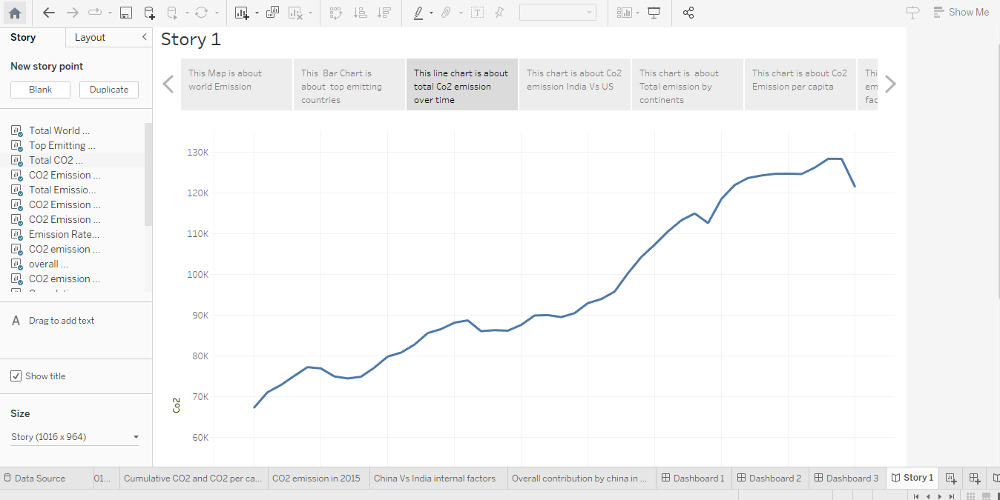 Show Me
Story
Layout
New story point
Blank
Duplicate
Total World ...
Top Emitting ...
Total CO2 ...
CO2 Emission ...
Total Emissio...
CO2 Emission ...
CO2 Emission ...
Emission Rate...
CO2 emission ...
overall ...
CO2 emission ...
A Drag to add text
Show title
Size
Story (1016 x 964)
Story 1
This Map is about
world Emission
This Bar Chart is
about top emitting
countries
This line chart is about
total Co2 emission
over time
This chart is about Co2
emission India Vs US
This chart is about
Total emission by
continents
This chart is about Co2
Emission per capita
Thi
em
fac
130K
120K
110K
100K
90K
80K
70K
60K
Co2
Data Source
01...
Cumulative CO2 and CO2 per ca...
CO2 emission in 2015
China Vs India internal factors
Overall contribution by china in ...
Dashboard 1
Dashboard 2
Dashboard 3
Story 1